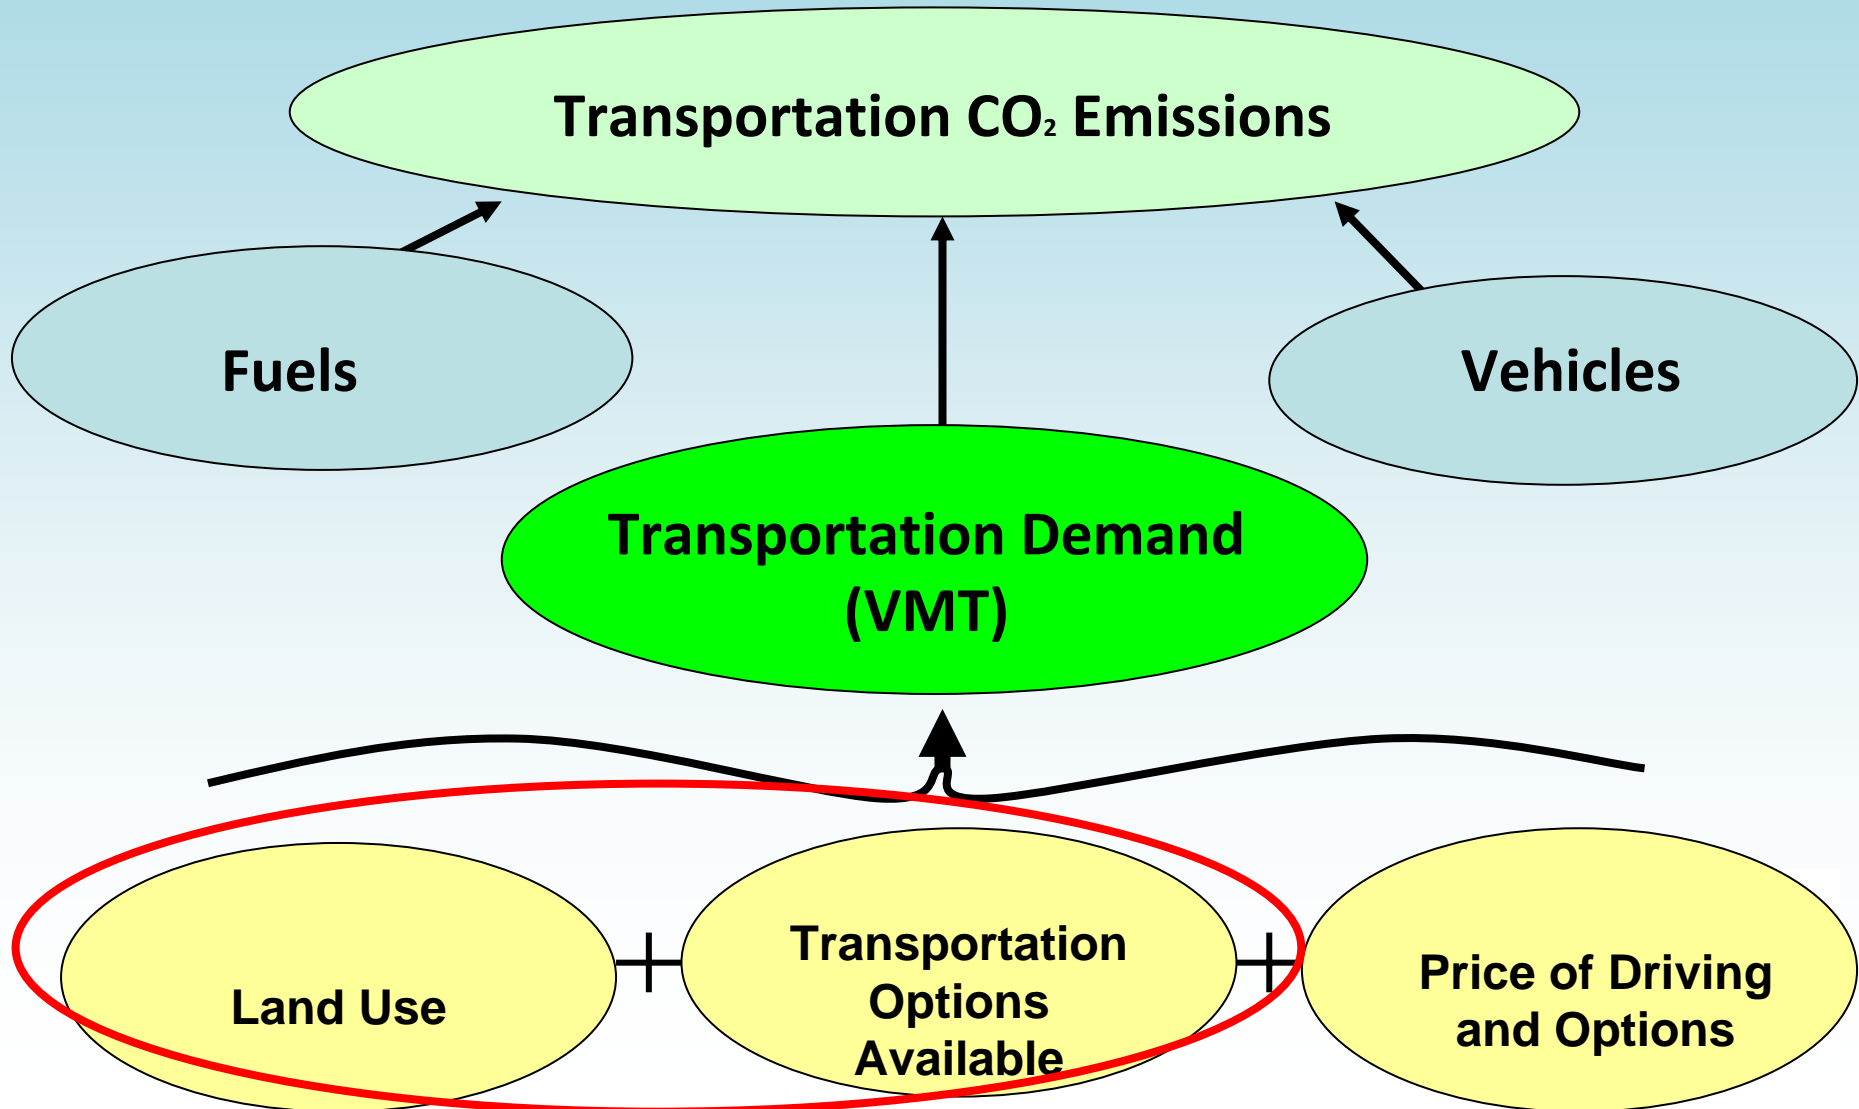 Transportation CO₂ Emissions
Fuels
Vehicles
Transportation Demand
(VMT)
Land Use
Transportation
Options
Available
Price of Driving
and Options